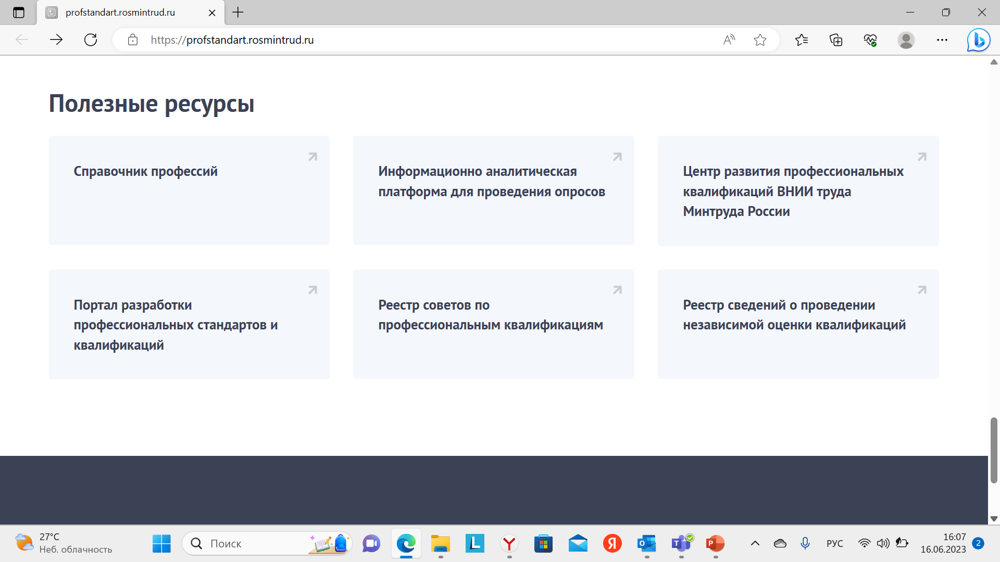 profstandart.rosmintrud.ru
https://profstandart.rosmintrud.ru
Полезные ресурсы
Справочник профессий
Информационно аналитическая
платформа для проведения опросов
Центр развития профессиональных
квалификаций ВНИИ труда
Минтруда России
Портал разработки
профессиональных стандартов и
квалификаций
Реестр советов по
профессиональным квалификациям
Реестр сведений о проведении
независимой оценки квалификаций
27°C
Неб. облачность
Поиск
РУС
16:07
16.06.2023
2